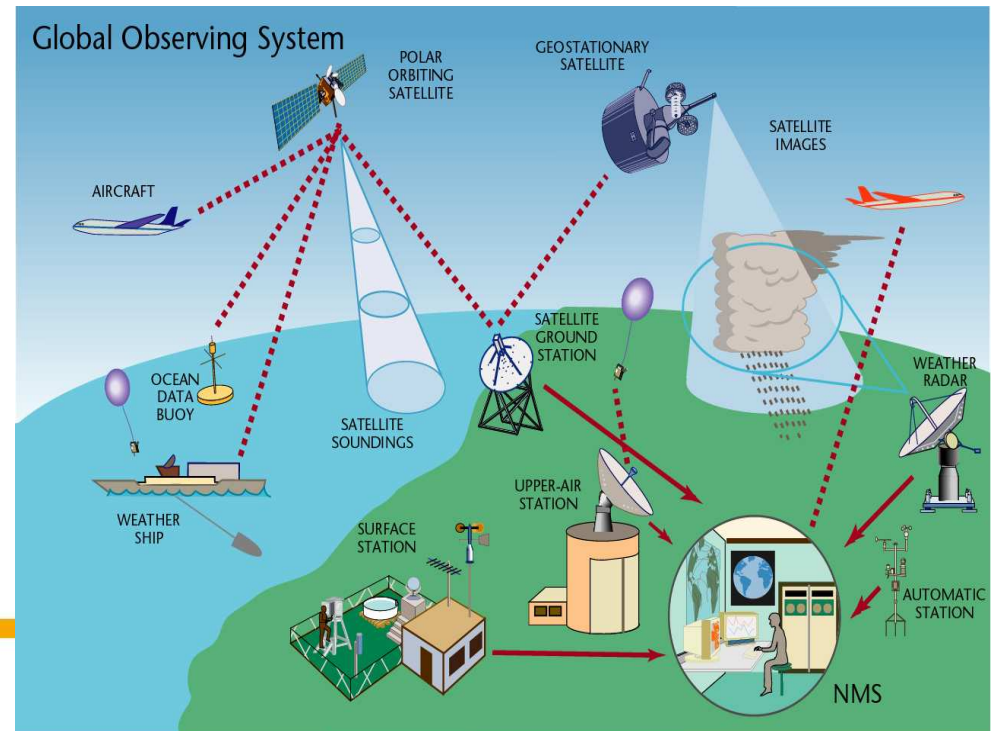 Global Observing System
POLAR
ORBITING
SATELLITE
GEOSTATIONARY
SATELLITE
SATELLITE
IMAGES
AIRCRAFT
SATELLITE
GROUND
STATION
WEATHER
RADAR
OCEAN
DATA
BUOY
SATELLITE
SOUNDINGS
UPPER-AIR
STATION
WEATHER
SHIP
SURFACE
STATION
AUTOMATIC
STATION
NMS